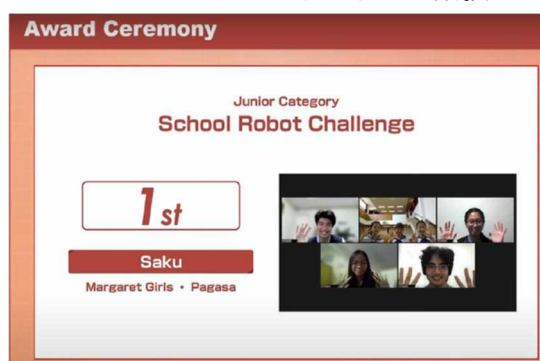 Award Ceremony
Junior Category
School Robot Challenge
1st
Saku
Margaret Girls・Pagasa